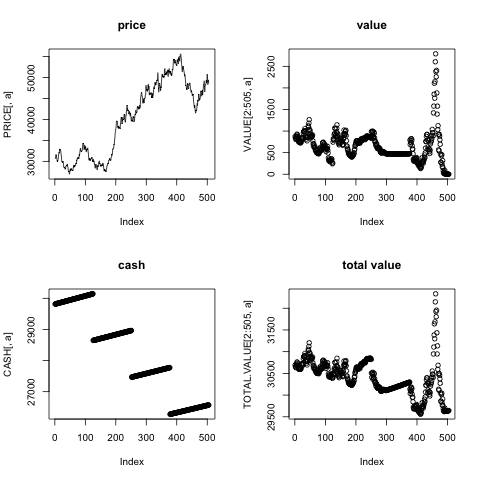 price
PRICE[, a]
30000 40000 50000
0 100 200 300 400 500
Index
value
VALUE[2:505, a]
0 500 1500 2500
0 100 200 300 400 500
Index
cash
CASH[, a]
27000 29000
0 100 200 300 400 500
Index
total value
TOTAL.VALUE[2:505, a]
29500 30500 31500
0 100 200 300 400 500
Index